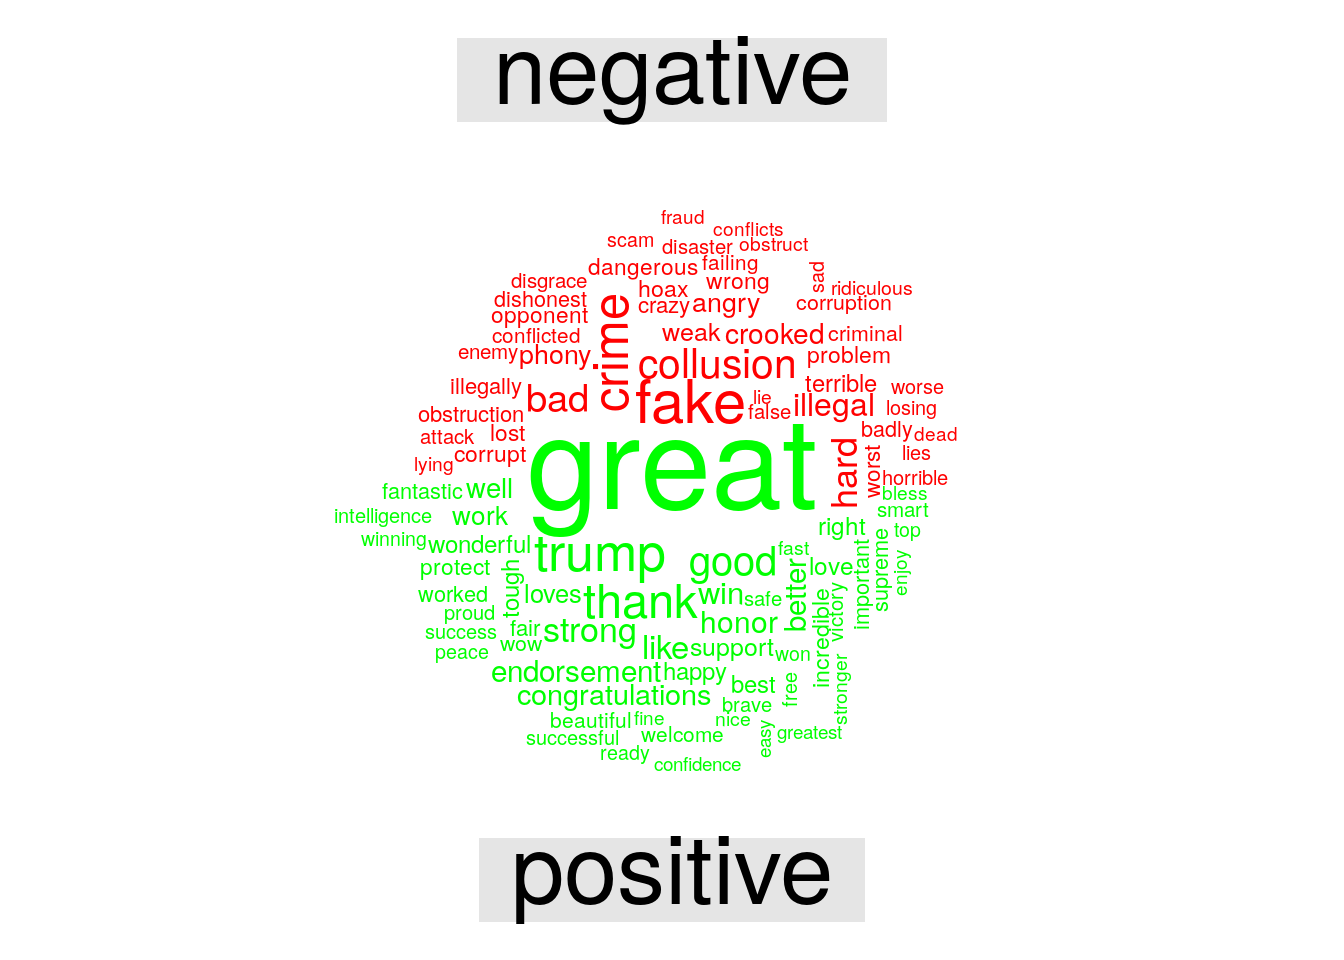 negative
fraud
conflicts
scam
disaster obstruct
dangerous failing
disgrace hoax wrong sad ridiculous
dishonest crime crazy angry corruption
opponent
conflicted weak crooked criminal
enemy phony collusion problem
illegally bad fake lie terrible worse
obstruction false illegal losing
attack lost great hard badly dead
lying corrupt worst lies
horrible
fantastic well bless
intelligence work right smart
winning wonderful trump good fast top
protect tough better love important supreme enjoy
worked loves thank win safe
proud incredible victory
success fair strong honor
peace wow like support won
endorsement happy stronger
congratulations best free
brave
beautiful fine nice
successful welcome easy greatest
ready
confidence
positive